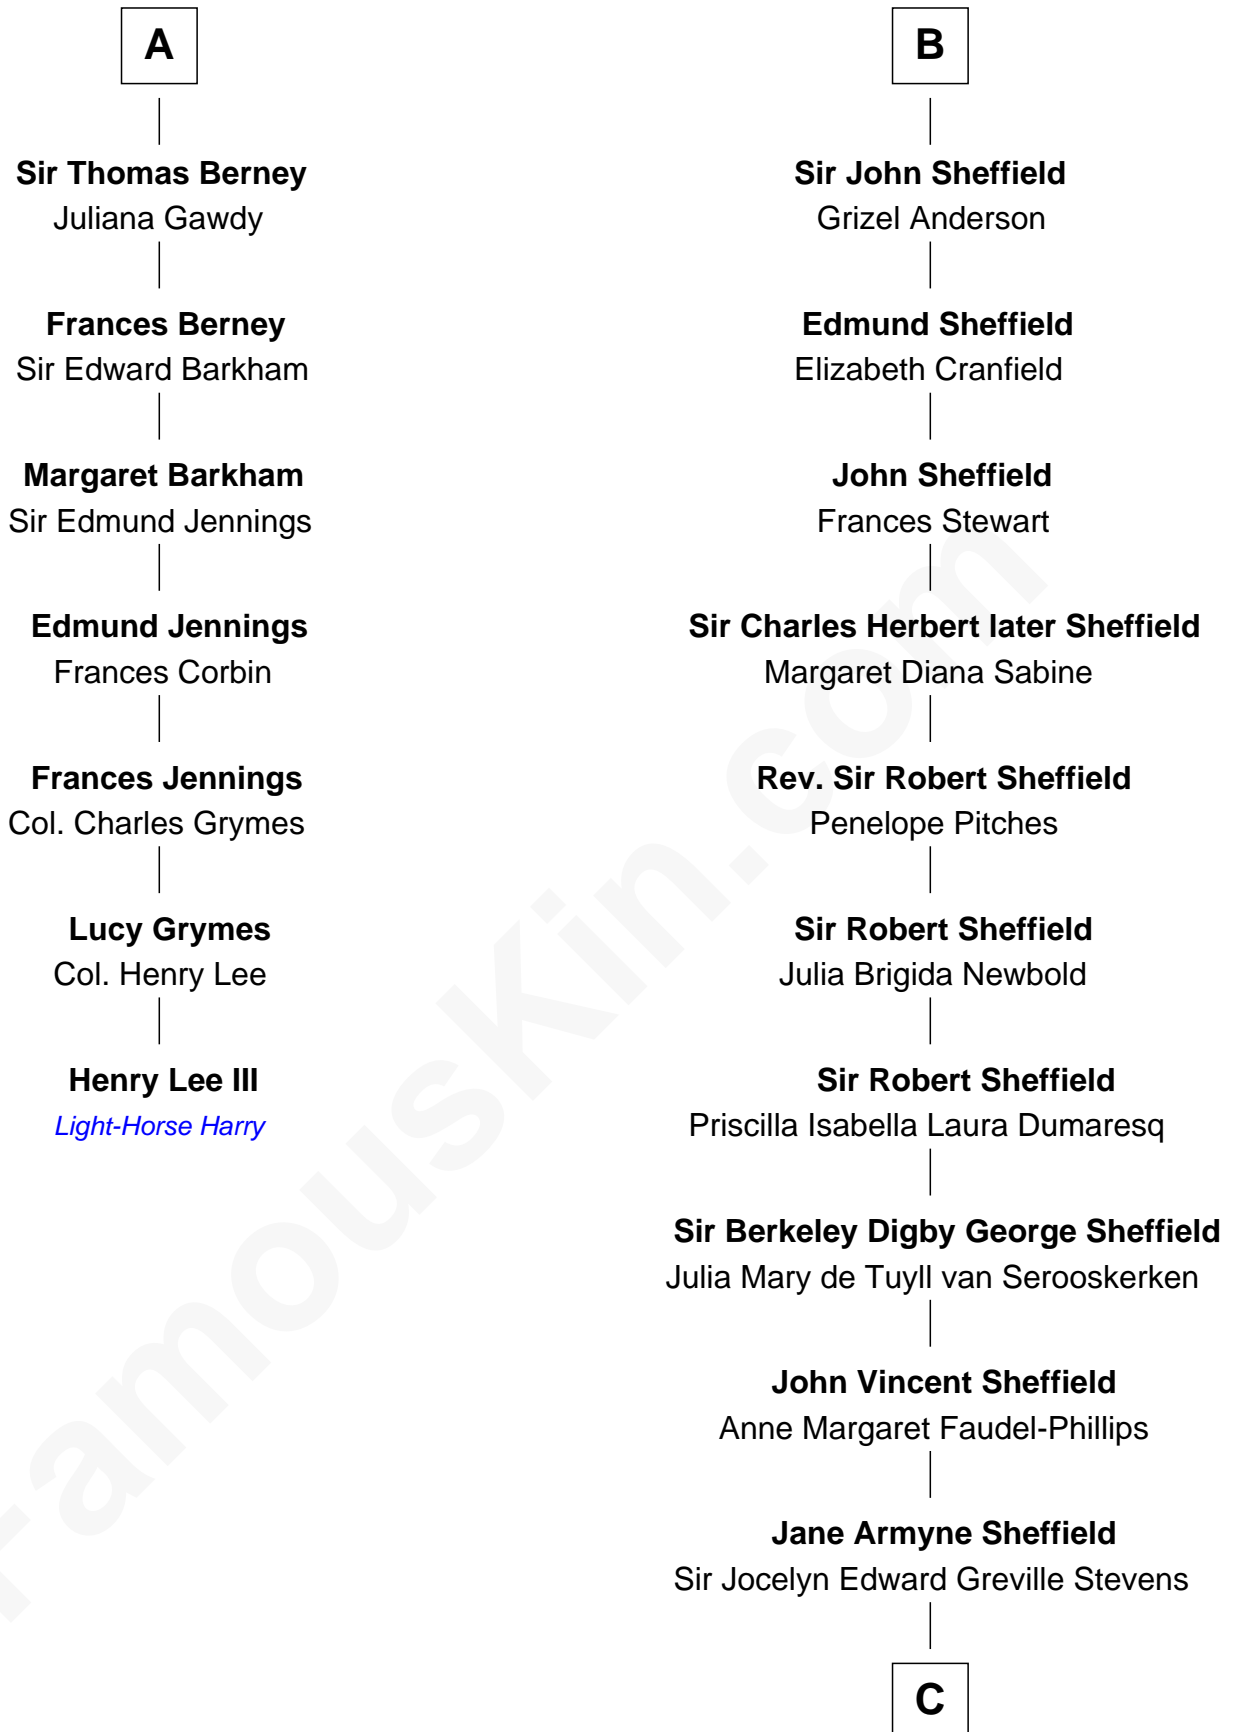 A
Sir Thomas Berney
Juliana Gawdy
Frances Berney
Sir Edward Barkham
Margaret Barkham
Sir Edmund Jennings
Edmund Jennings
Frances Corbin
Frances Jennings
Col. Charles Grymes
Lucy Grymes
Col. Henry Lee
Henry Lee III
Light-Horse Harry
B
Sir John Sheffield
Grizel Anderson
Edmund Sheffield
Elizabeth Cranfield
John Sheffield
Frances Stewart
Sir Charles Herbert later Sheffield
Margaret Diana Sabine
Rev. Sir Robert Sheffield
Penelope Pitches
Sir Robert Sheffield
Julia Brigida Newbold
Sir Robert Sheffield
Priscilla Isabella Laura Dumaresq
Sir Berkeley Digby George Sheffield
Julia Mary de Tuyll van Serooskerken
John Vincent Sheffield
Anne Margaret Faudel-Phillips
Jane Armyne Sheffield
Sir Jocelyn Edward Greville Stevens
C
FamousKin.com